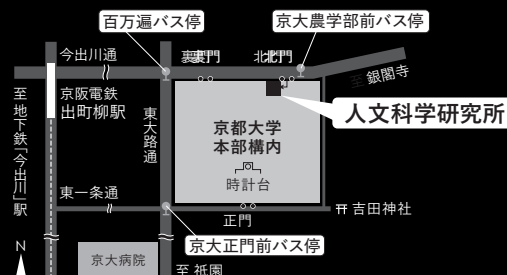 百万遍バス停
京大農学部前バス停
今出川通
裏門
北門
至 銀閣寺
至 地下鉄「今出川」駅
京阪電鉄
出町柳駅
東大路通
人文科学研究所
京都大学
本部構内
時計台
東一条通
正門
吉田神社
京大正門前バス停
N
京大病院
至 祇園